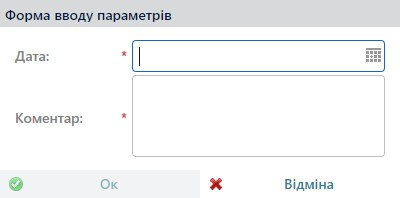 Форма вводу параметрів
Дата: *
Коментар: *
Ок
Відміна